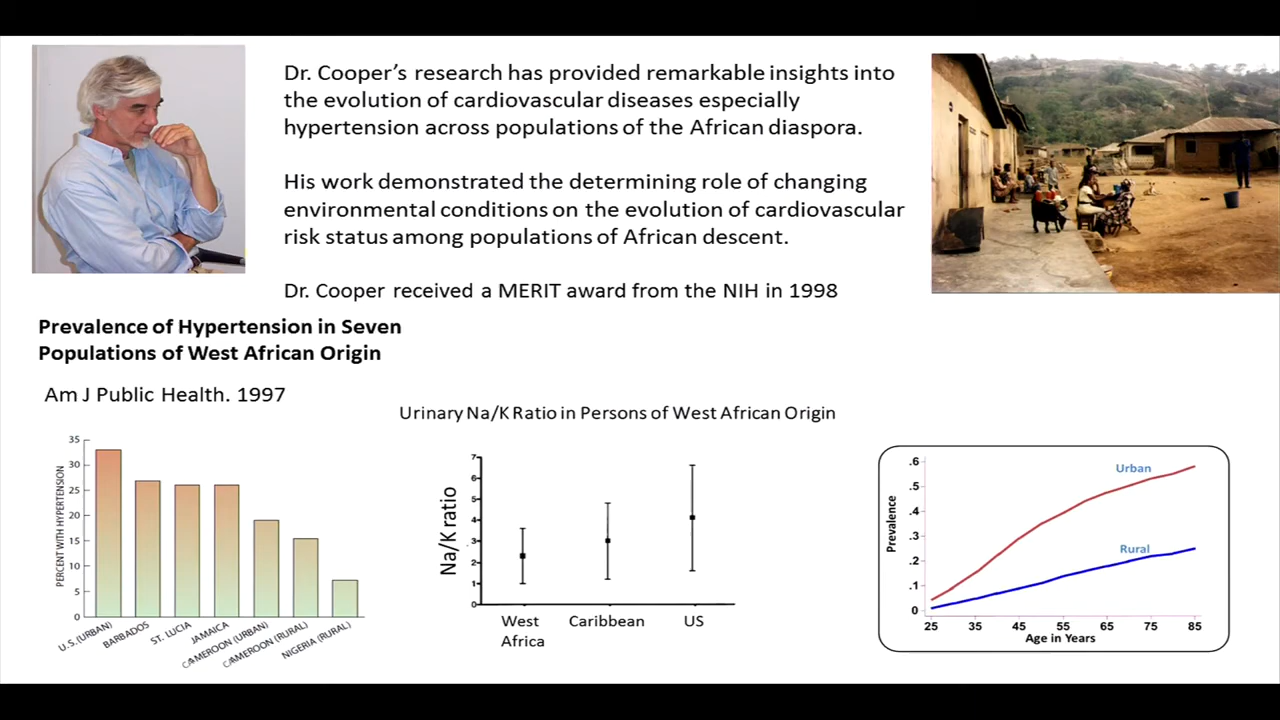 Dr. Cooper’s research has provided remarkable insights into
the evolution of cardiovascular diseases especially
hypertension across populations of the African diaspora.
His work demonstrated the determining role of changing
environmental conditions on the evolution of cardiovascular
risk status among populations of African descent.
Dr. Cooper received a MERIT award from the NIH in 1998
Prevalence of Hypertension in Seven
Populations of West African Origin
Am J Public Health. 1997
PERCENT WITH HYPERTENSION
35
30
25
20
15
10
5
0
U.S. (URBAN)
BARBADOS
ST. LUCIA
JAMAICA
CAMEROON (URBAN)
CAMEROON (RURAL)
NIGERIA (RURAL)
Urinary Na/K Ratio in Persons of West African Origin
Na/K ratio
7
6
5
4
3
2
1
0
West
Africa
Caribbean
US
Prevalence
.6
.5
.4
.3
.2
.1
0
Urban
Rural
25 35 45 55 65 75 85
Age in Years